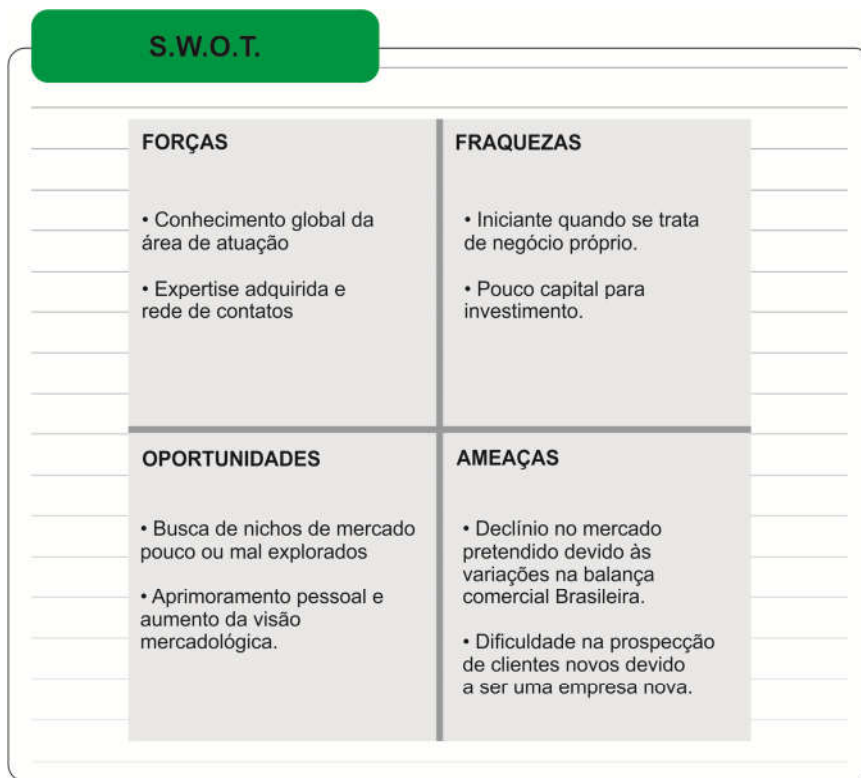 S.W.O.T.
FORÇAS
• Conhecimento global da
área de atuação
• Expertise adquirida e
rede de contatos
FRAQUEZAS
• Iniciante quando se trata
de negócio próprio.
• Pouco capital para
investimento.
OPORTUNIDADES
• Busca de nichos de mercado
pouco ou mal explorados
• Aprimoramento pessoal e
aumento da visão
mercadológica.
AMEAÇAS
• Declínio no mercado
pretendido devido às
variações na balança
comercial Brasileira.
• Dificuldade na prospecção
de clientes novos devido
a ser uma empresa nova.